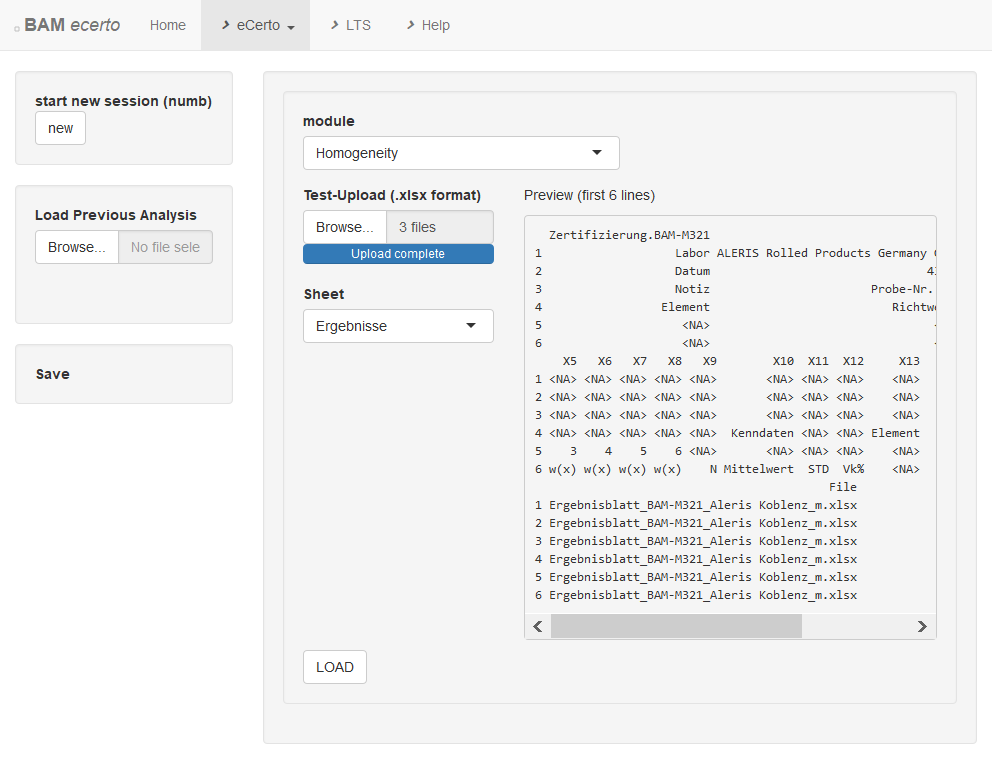 BAM ecerto Home eCerto LTS Help
start new session (numb)
new
Load Previous Analysis
Browse... No file sele
Save
module
Homogeneity
Test-Upload (.xlsx format)
Browse... 3 files
Upload complete
Sheet
Ergebnisse
Preview (first 6 lines)
Zertifizierung.BAM-M321
1 Labor ALERIS Rolled Products Germany
2 Datum
3 Notiz Probe-Nr.
4 Element
5 <NA>
6 <NA>
X5 X6 X7 X8 X9 X10 X11 X12 X13
1 <NA> <NA> <NA> <NA> <NA> <NA> <NA> <NA> <NA>
2 <NA> <NA> <NA> <NA> <NA> <NA> <NA> <NA> <NA>
3 <NA> <NA> <NA> <NA> <NA> <NA> <NA> <NA> <NA>
4 <NA> <NA> <NA> <NA> <NA> Kenndaten <NA> <NA> Element
5 3 4 5 6 <NA> <NA> <NA> <NA> <NA>
6 w(x) w(x) w(x) w(x) N Mittelwert STD Vk% <NA>
File
1 Ergebnisblatt_BAM-M321_Aleris Koblenz_m.xlsx
2 Ergebnisblatt_BAM-M321_Aleris Koblenz_m.xlsx
3 Ergebnisblatt_BAM-M321_Aleris Koblenz_m.xlsx
4 Ergebnisblatt_BAM-M321_Aleris Koblenz_m.xlsx
5 Ergebnisblatt_BAM-M321_Aleris Koblenz_m.xlsx
6 Ergebnisblatt_BAM-M321_Aleris Koblenz_m.xlsx
LOAD